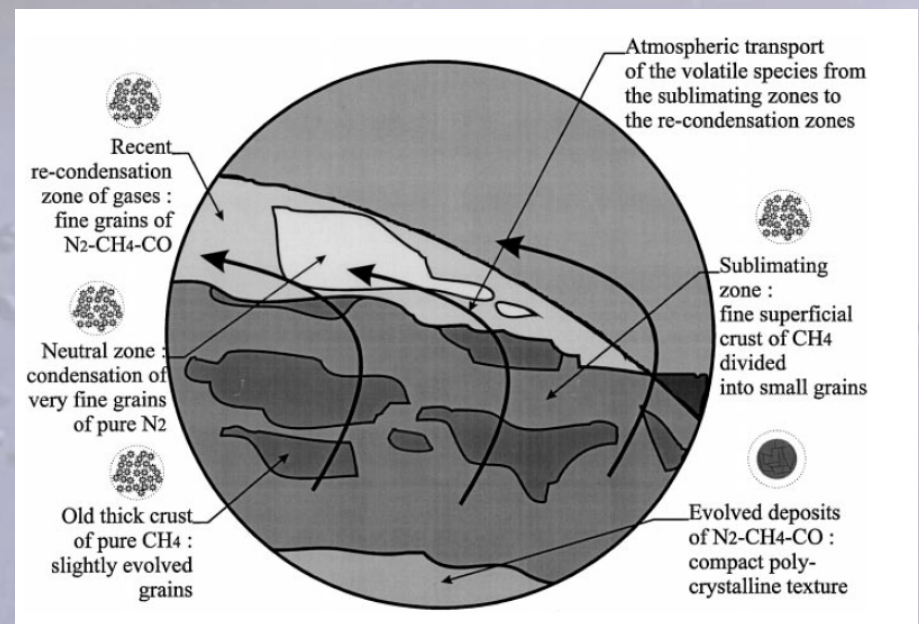 Atmospheric transport
of the volatile species from
the sublimating zones to
the re-condensation zones
Recent
re-condensation
zone of gases :
fine grains of
N2-CH4-CO
Sublimating
zone :
fine superficial
crust of CH4
divided
into small grains
Neutral zone :
condensation of
very fine grains
of pure N2
Old thick crust
of pure CH4 :
slightly evolved
grains
Evolved deposits
of N2-CH4-CO :
compact poly-
crystalline texture